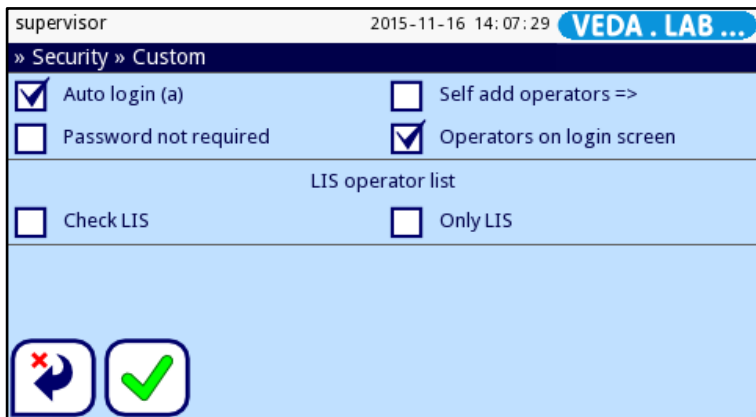 supervisor 2015-11-16 14:07:29 VEDA . LAB ...
» Security » Custom
Auto login (a) Self add operators =>
Password not required Operators on login screen
LIS operator list
Check LIS Only LIS